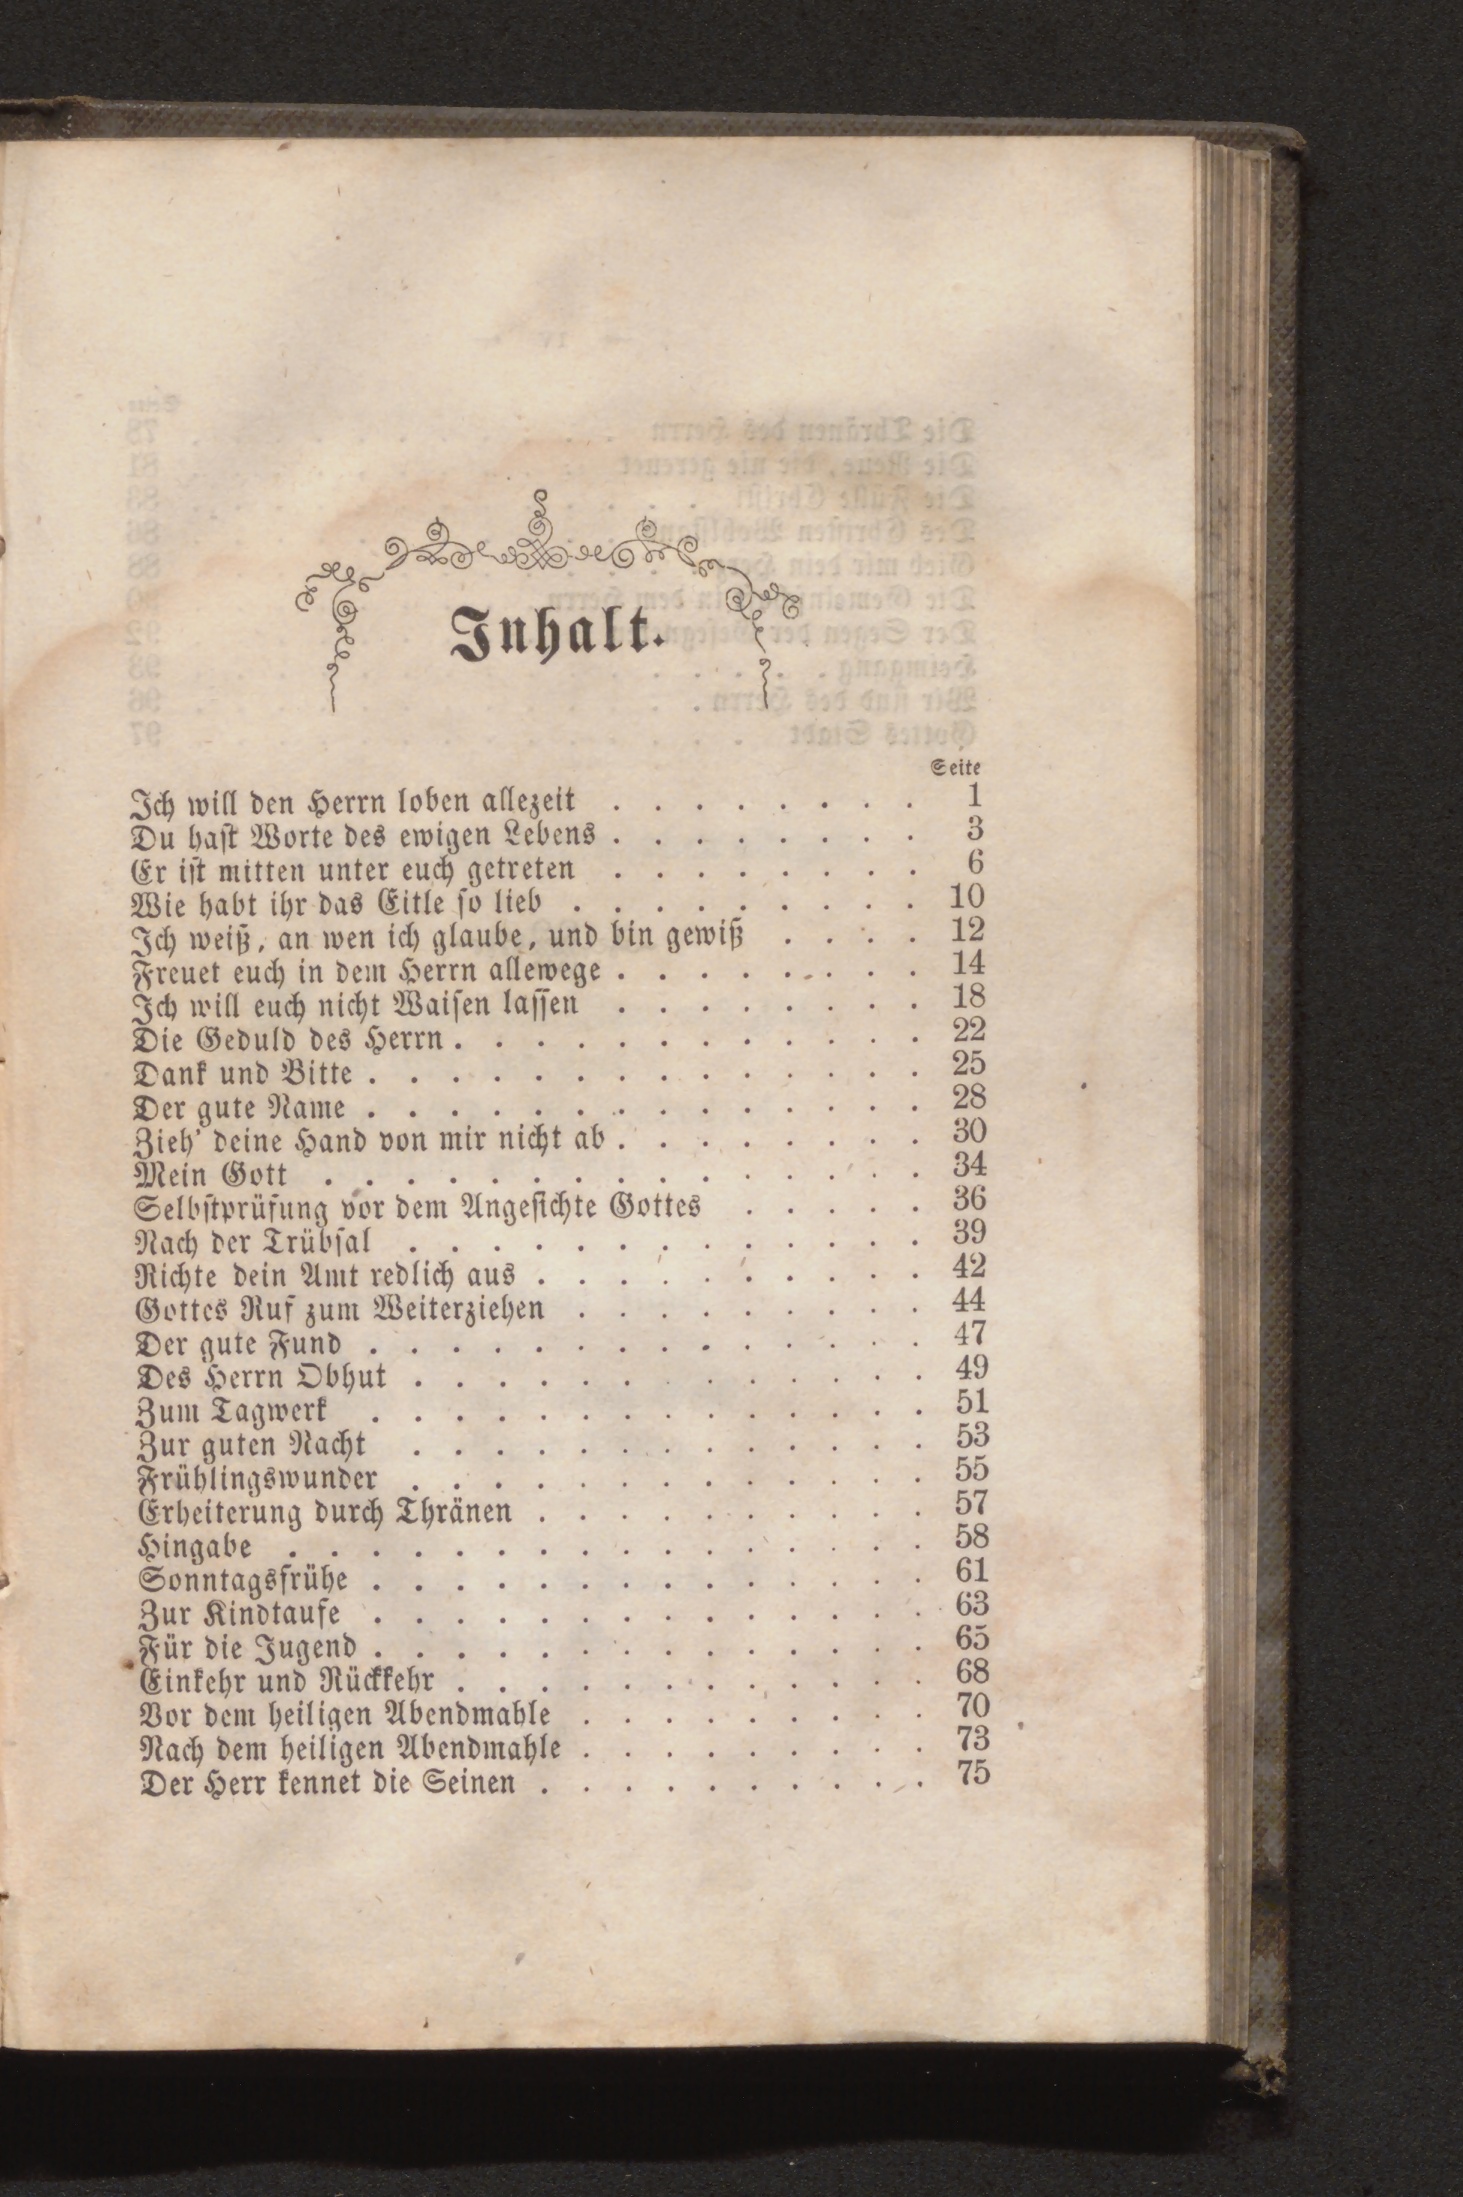 Inhalt.
Seite
Ich will den Herrn loben allezeit . . . . . . . . 1
Du hast Worte des ewigen Lebens . . . . . . . . 3
Er ist mitten unter euch getreten . . . . . . . . 6
Wie habt ihr das Eitle so lieb . . . . . . . . . 10
Ich weiß, an wen ich glaube, und bin gewiß . . . . 12
Freuet euch in dem Herrn allewege . . . . . . . . 14
Ich will euch nicht Waisen lassen . . . . . . . . 18
Die Geduld des Herrn . . . . . . . . . . . . 22
Dank und Bitte . . . . . . . . . . . . . . 25
Der gute Name . . . . . . . . . . . . . . 28
Zieh' deine Hand von mir nicht ab . . . . . . . . 30
Mein Gott . . . . . . . . . . . . . . . 34
Selbstprüfung vor dem Angesichte Gottes . . . . . 36
Nach der Trübsal . . . . . . . . . . . . . 39
Richte dein Amt redlich aus . . . . . . . . . . 42
Gottes Ruf zum Weiterziehen . . . . . . . . . 44
Der gute Fund . . . . . . . . . . . . . . 47
Des Herrn Obhut . . . . . . . . . . . . . 49
Zum Tagwerk . . . . . . . . . . . . . . 51
Zur guten Nacht . . . . . . . . . . . . . 53
Frühlingswunder . . . . . . . . . . . . . 55
Erheiterung durch Thränen . . . . . . . . . . 57
Hingabe . . . . . . . . . . . . . . . . 58
Sonntagsfrühe . . . . . . . . . . . . . . 61
Zur Kindtaufe . . . . . . . . . . . . . . 63
Für die Jugend . . . . . . . . . . . . . . 65
Einkehr und Rückkehr . . . . . . . . . . . . 68
Vor dem heiligen Abendmahle . . . . . . . . . 70
Nach dem heiligen Abendmahle . . . . . . . . . 73
Der Herr kennet die Seinen . . . . . . . . . . 75